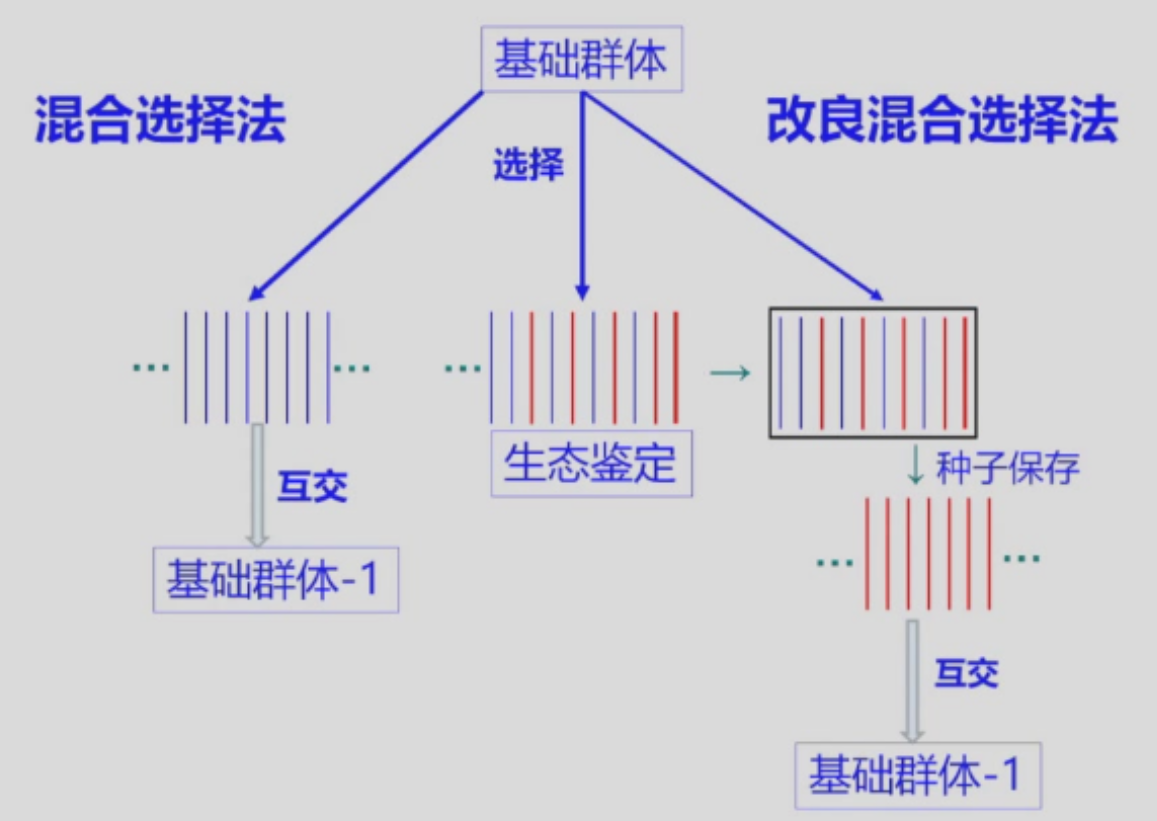 基础群体
混合选择法
改良混合选择法
选择
生态鉴定
种子保存
互交
基础群体-1
互交
基础群体-1